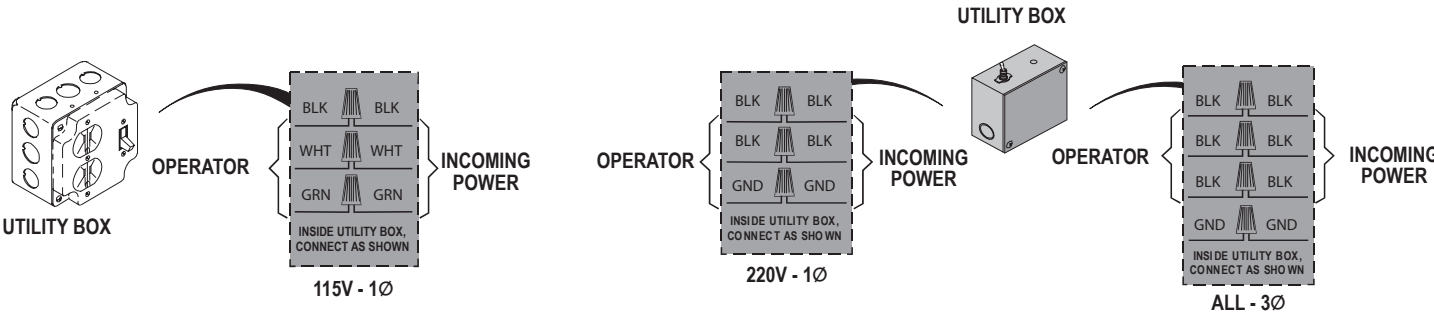 UTILITY BOX
BLK BLK
WHT WHT
GRN GRN
OPERATOR
INCOMING
POWER
INSIDE UTILITY BOX,
CONNECT AS SHOWN
115V - 1Ø
UTILITY BOX
BLK BLK
BLK BLK
GND GND
OPERATOR
INCOMING
POWER
INSIDE UTILITY BOX,
CONNECT AS SHOWN
220V - 1Ø
BLK BLK
BLK BLK
BLK BLK
GND GND
OPERATOR
INCOMING
POWER
INSIDE UTILITY BOX,
CONNECT AS SHOWN
ALL - 3Ø